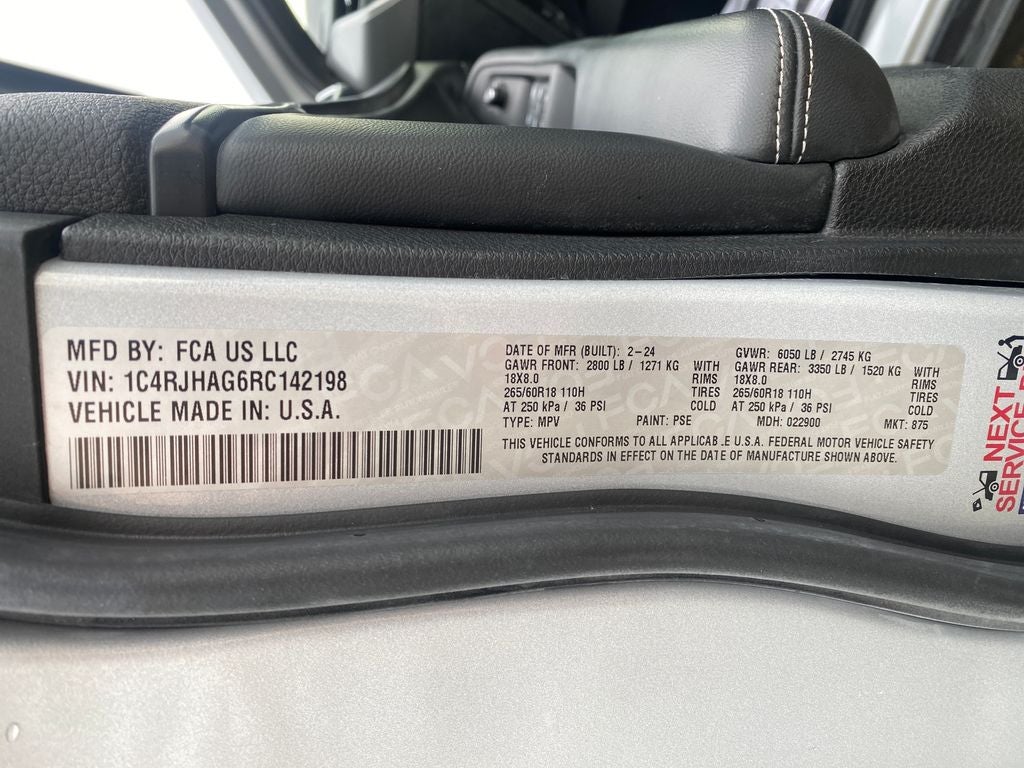 MFD BY: FCA US LLC
VIN: 1C4RJHAG6RC142198
VEHICLE MADE IN: U.S.A.
DATE OF MFR (BUILT): 2-24
GAWR FRONT: 2800 LB / 1271 KG WITH
18X8.0 RIMS
265/60R18 110H TIRES
AT 250 kPa / 36 PSI COLD
TYPE: MPV PAINT: PSE
GVWR: 6050 LB / 2745 KG
GAWR REAR: 3350 LB / 1520 KG WITH
18X8.0 RIMS
265/60R18 110H TIRES
AT 250 kPa / 36 PSI COLD
MDH: 022900 MKT: 875
THIS VEHICLE CONFORMS TO ALL APPLICAB_E U.S.A. FEDERAL MOTOR VEHICLE SAFETY
STANDARDS IN EFFECT ON THE DATE OF MANUFACTURE SHOWN ABOVE.
NEXT
SERVICE